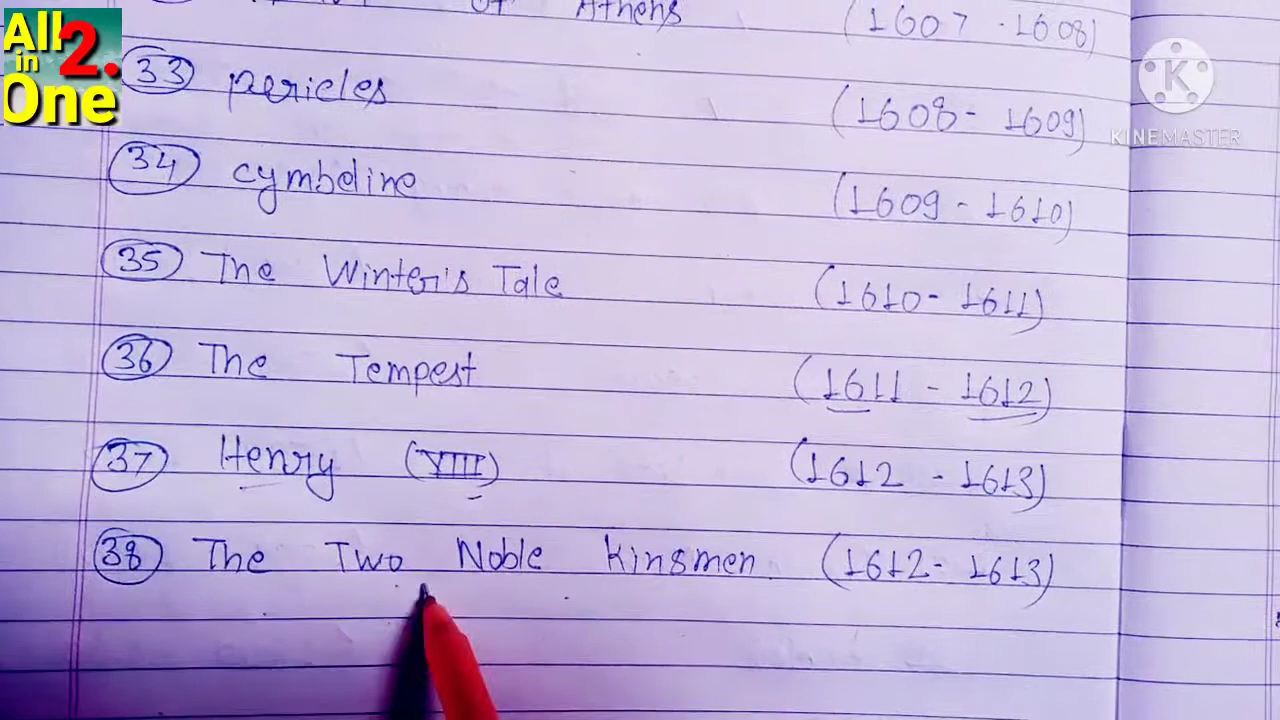 of Athens (1607 - 1608)
All 2.
in
One
33 pericles (1608 - 1609)
KINEMASTER
34 cymbeline (1609 - 1610)
35 The Winter's Tale (1610 - 1611)
36 The Tempest (1611 - 1612)
37 Henry (VIII) (1612 - 1613)
38 The Two Noble Kinsmen (1612 - 1613)